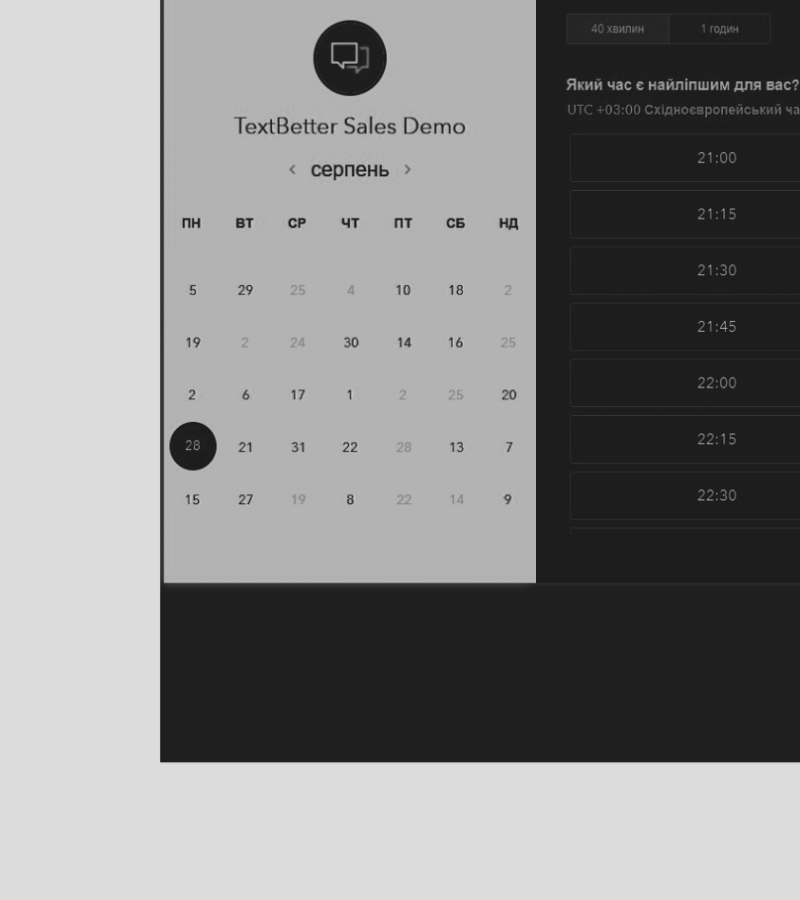 TextBetter Sales Demo
серпень
ПН ВТ СР ЧТ ПТ СБ НД
5 29 25 4 10 18 2
19 2 24 30 14 16 25
2 6 17 1 2 25 20
28 21 31 22 28 13 7
15 27 19 8 22 14 9
40 хвилин 1 годин
Який час є найліпшим для вас?
UTC +03:00 Східноєвропейський ча
21:00
21:15
21:30
21:45
22:00
22:15
22:30